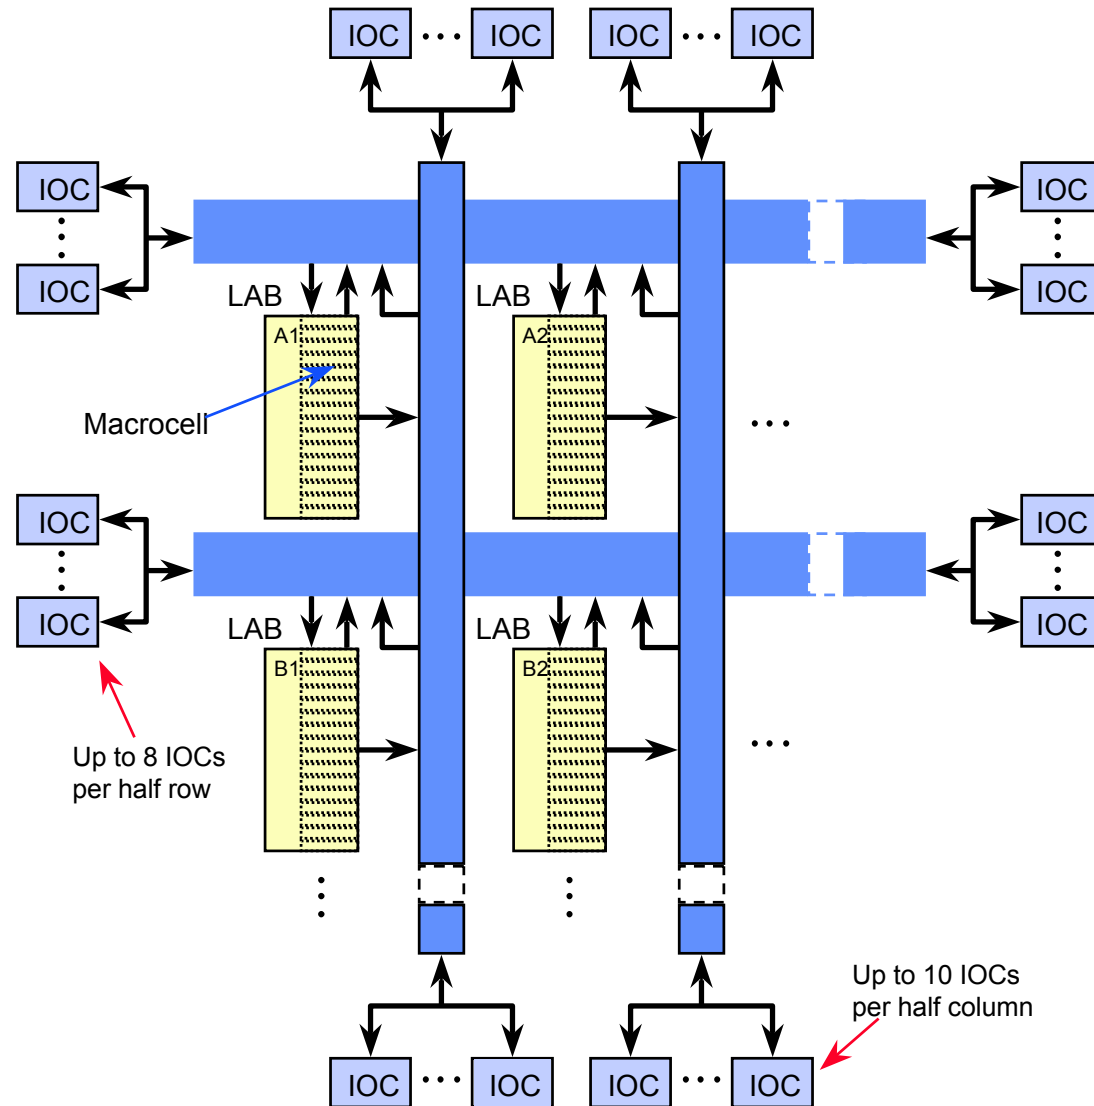 IOC ··· IOC IOC ··· IOC
IOC IOC
IOC IOC
LAB LAB
A1 A2
Macrocell
···
IOC IOC
IOC IOC
LAB LAB
B1 B2
Up to 8 IOCs
per half row
···
Up to 10 IOCs
per half column
IOC ··· IOC IOC ··· IOC